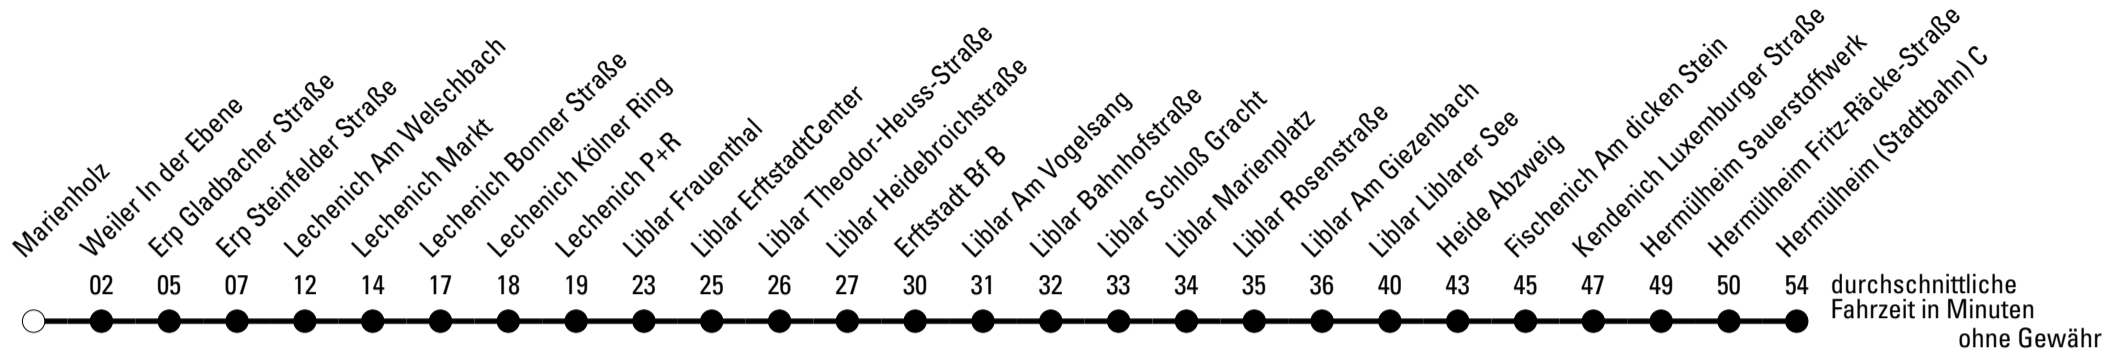 Marienholz
Weiler In der Ebene
Erp Gladbacher Straße
Erp Steinfelder Straße
Lechenich Am Welschbach
Lechenich Markt
Lechenich Bonner Straße
Lechenich Kölner Ring
Lechenich P+R
Liblar Frauenthal
Liblar ErftstadtCenter
Liblar Theodor-Heuss-Straße
Liblar Heidebroichstraße
Erftstadt Bf B
Liblar Am Vogelsang
Liblar Bahnhofstraße
Liblar Schloß Gracht
Liblar Marienplatz
Liblar Rosenstraße
Liblar Am Giezenbach
Liblar Liblarer See
Heide Abzweig
Fischenich Am dicken Stein
Kendenich Luxemburger Straße
Hermülheim Sauerstoffwerk
Hermülheim Fritz-Räcke-Straße
Hermülheim (Stadtbahn) C
02 05 07 12 14 17 18 19 23 25 26 27 30 31 32 33 34 35 36 40 43 45 47 49 50 54
durchschnittliche
Fahrzeit in Minuten
ohne Gewähr